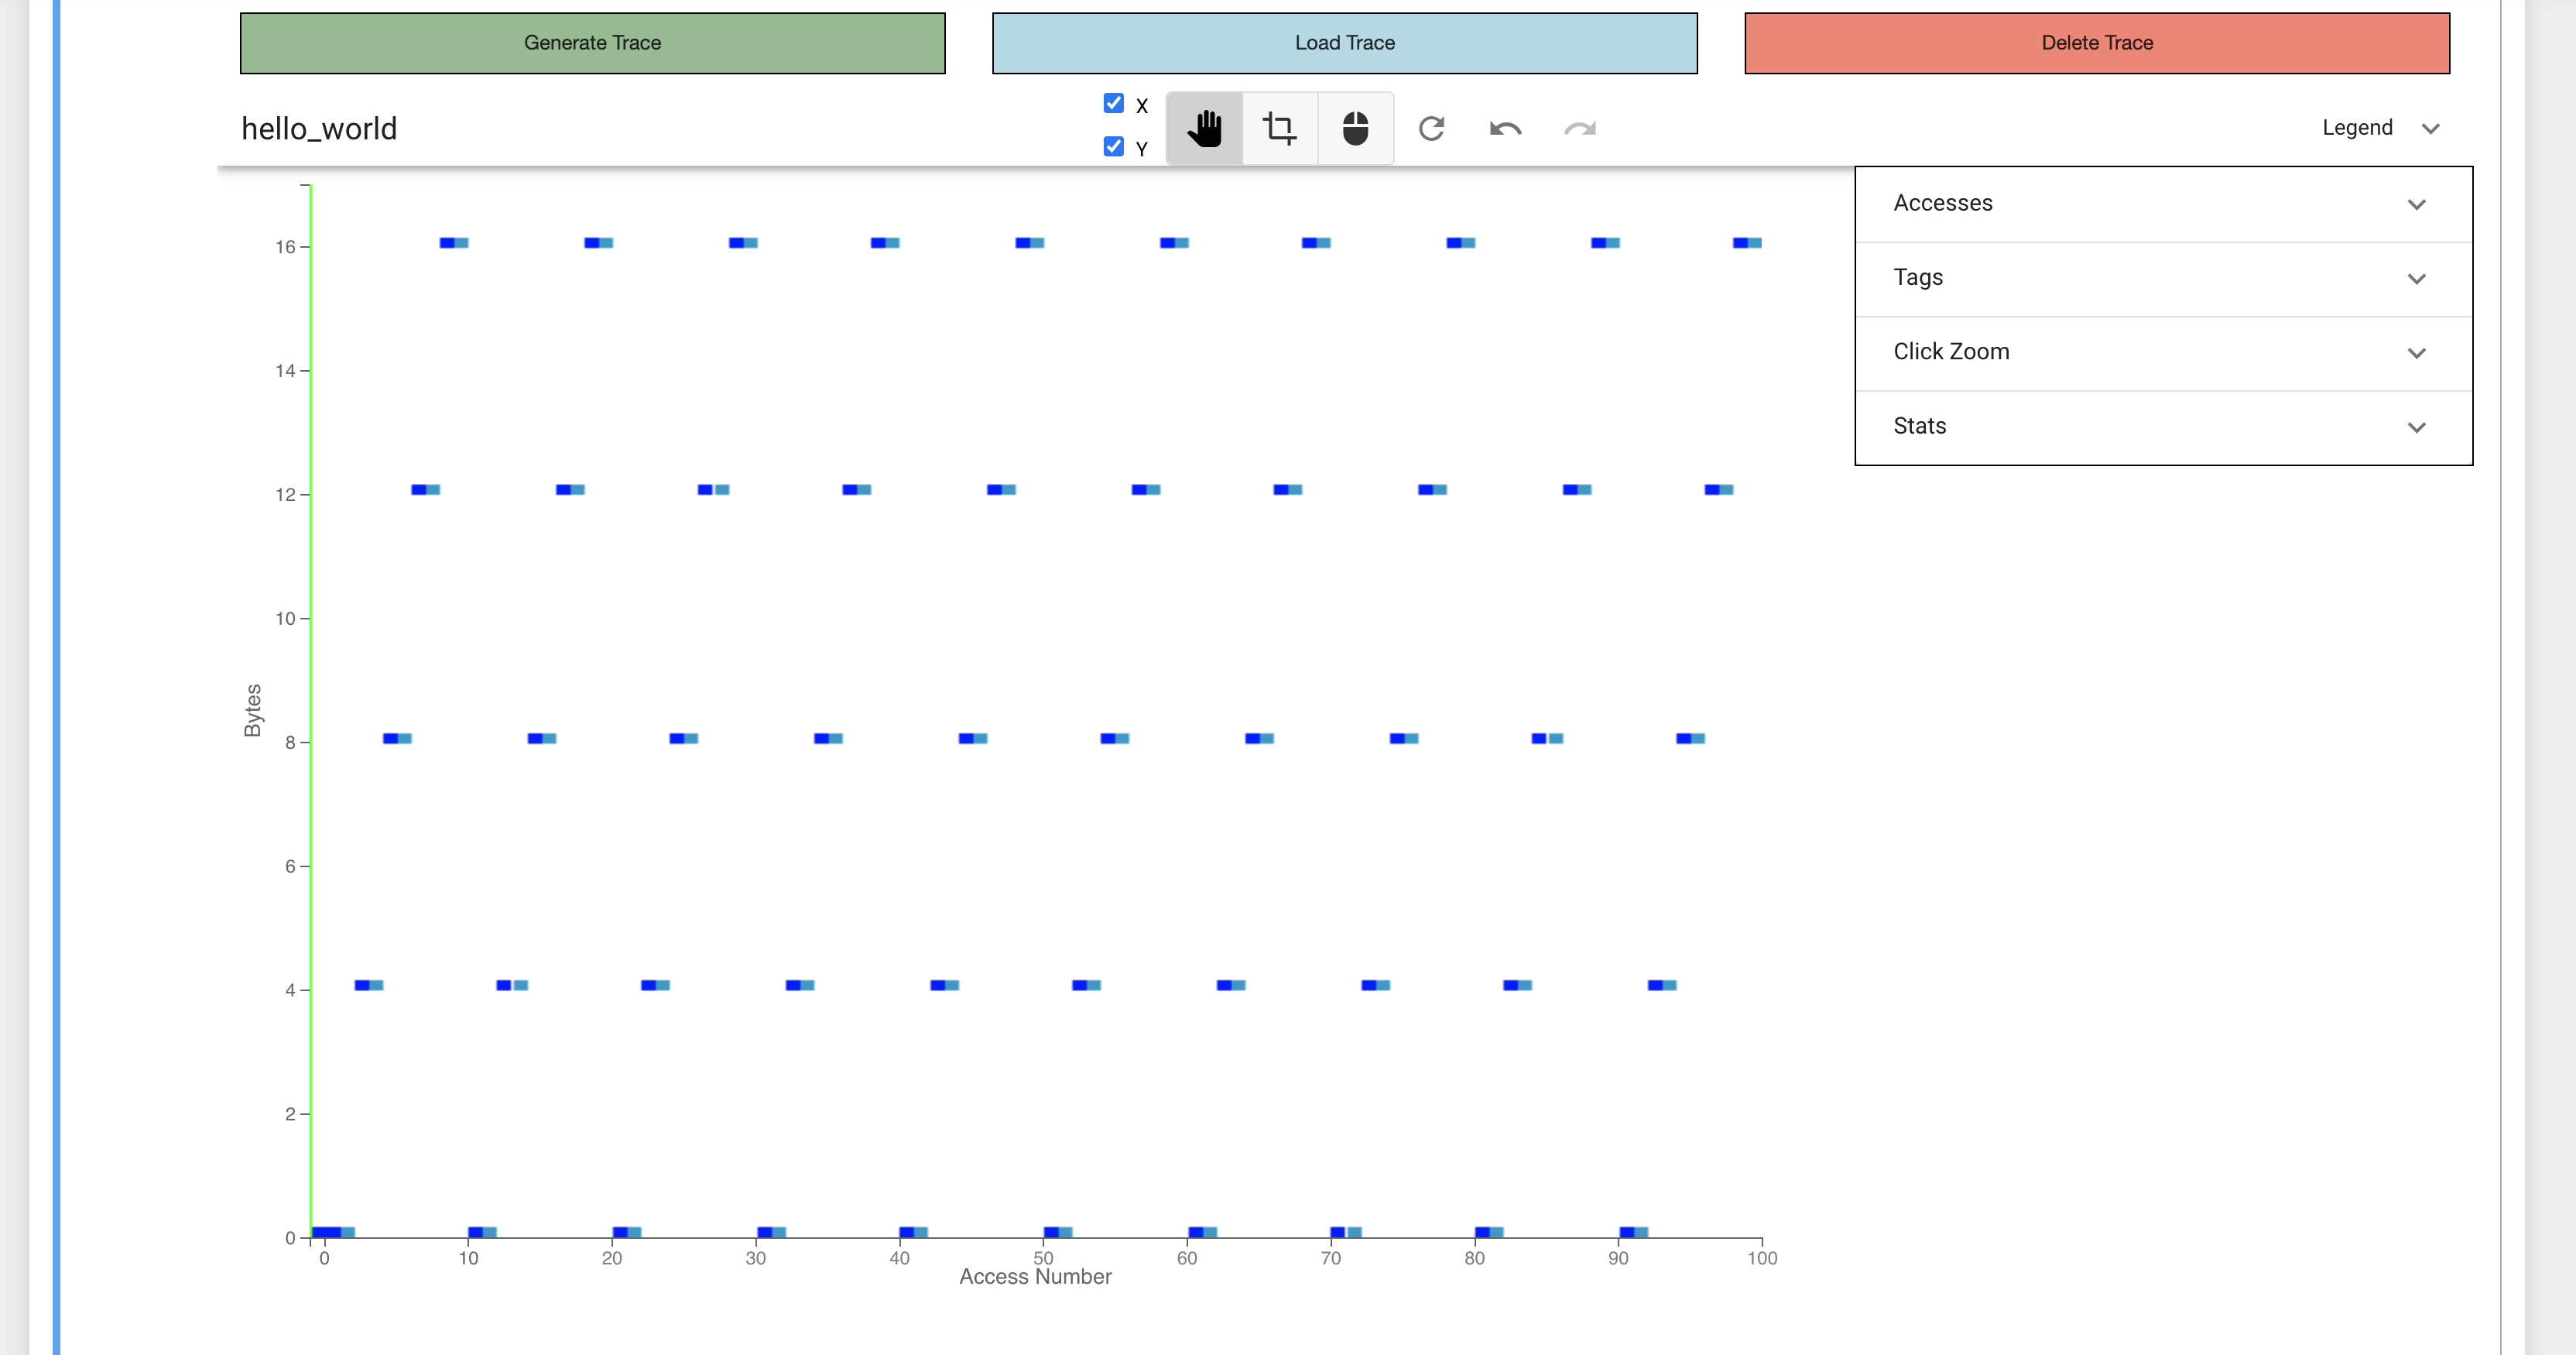 Generate Trace
Load Trace
Delete Trace
hello_world
X
Y
Legend
Accesses
Tags
Click Zoom
Stats
16
14
12
10
8
6
4
2
0
Bytes
0 10 20 30 40 50 60 70 80 90 100
Access Number